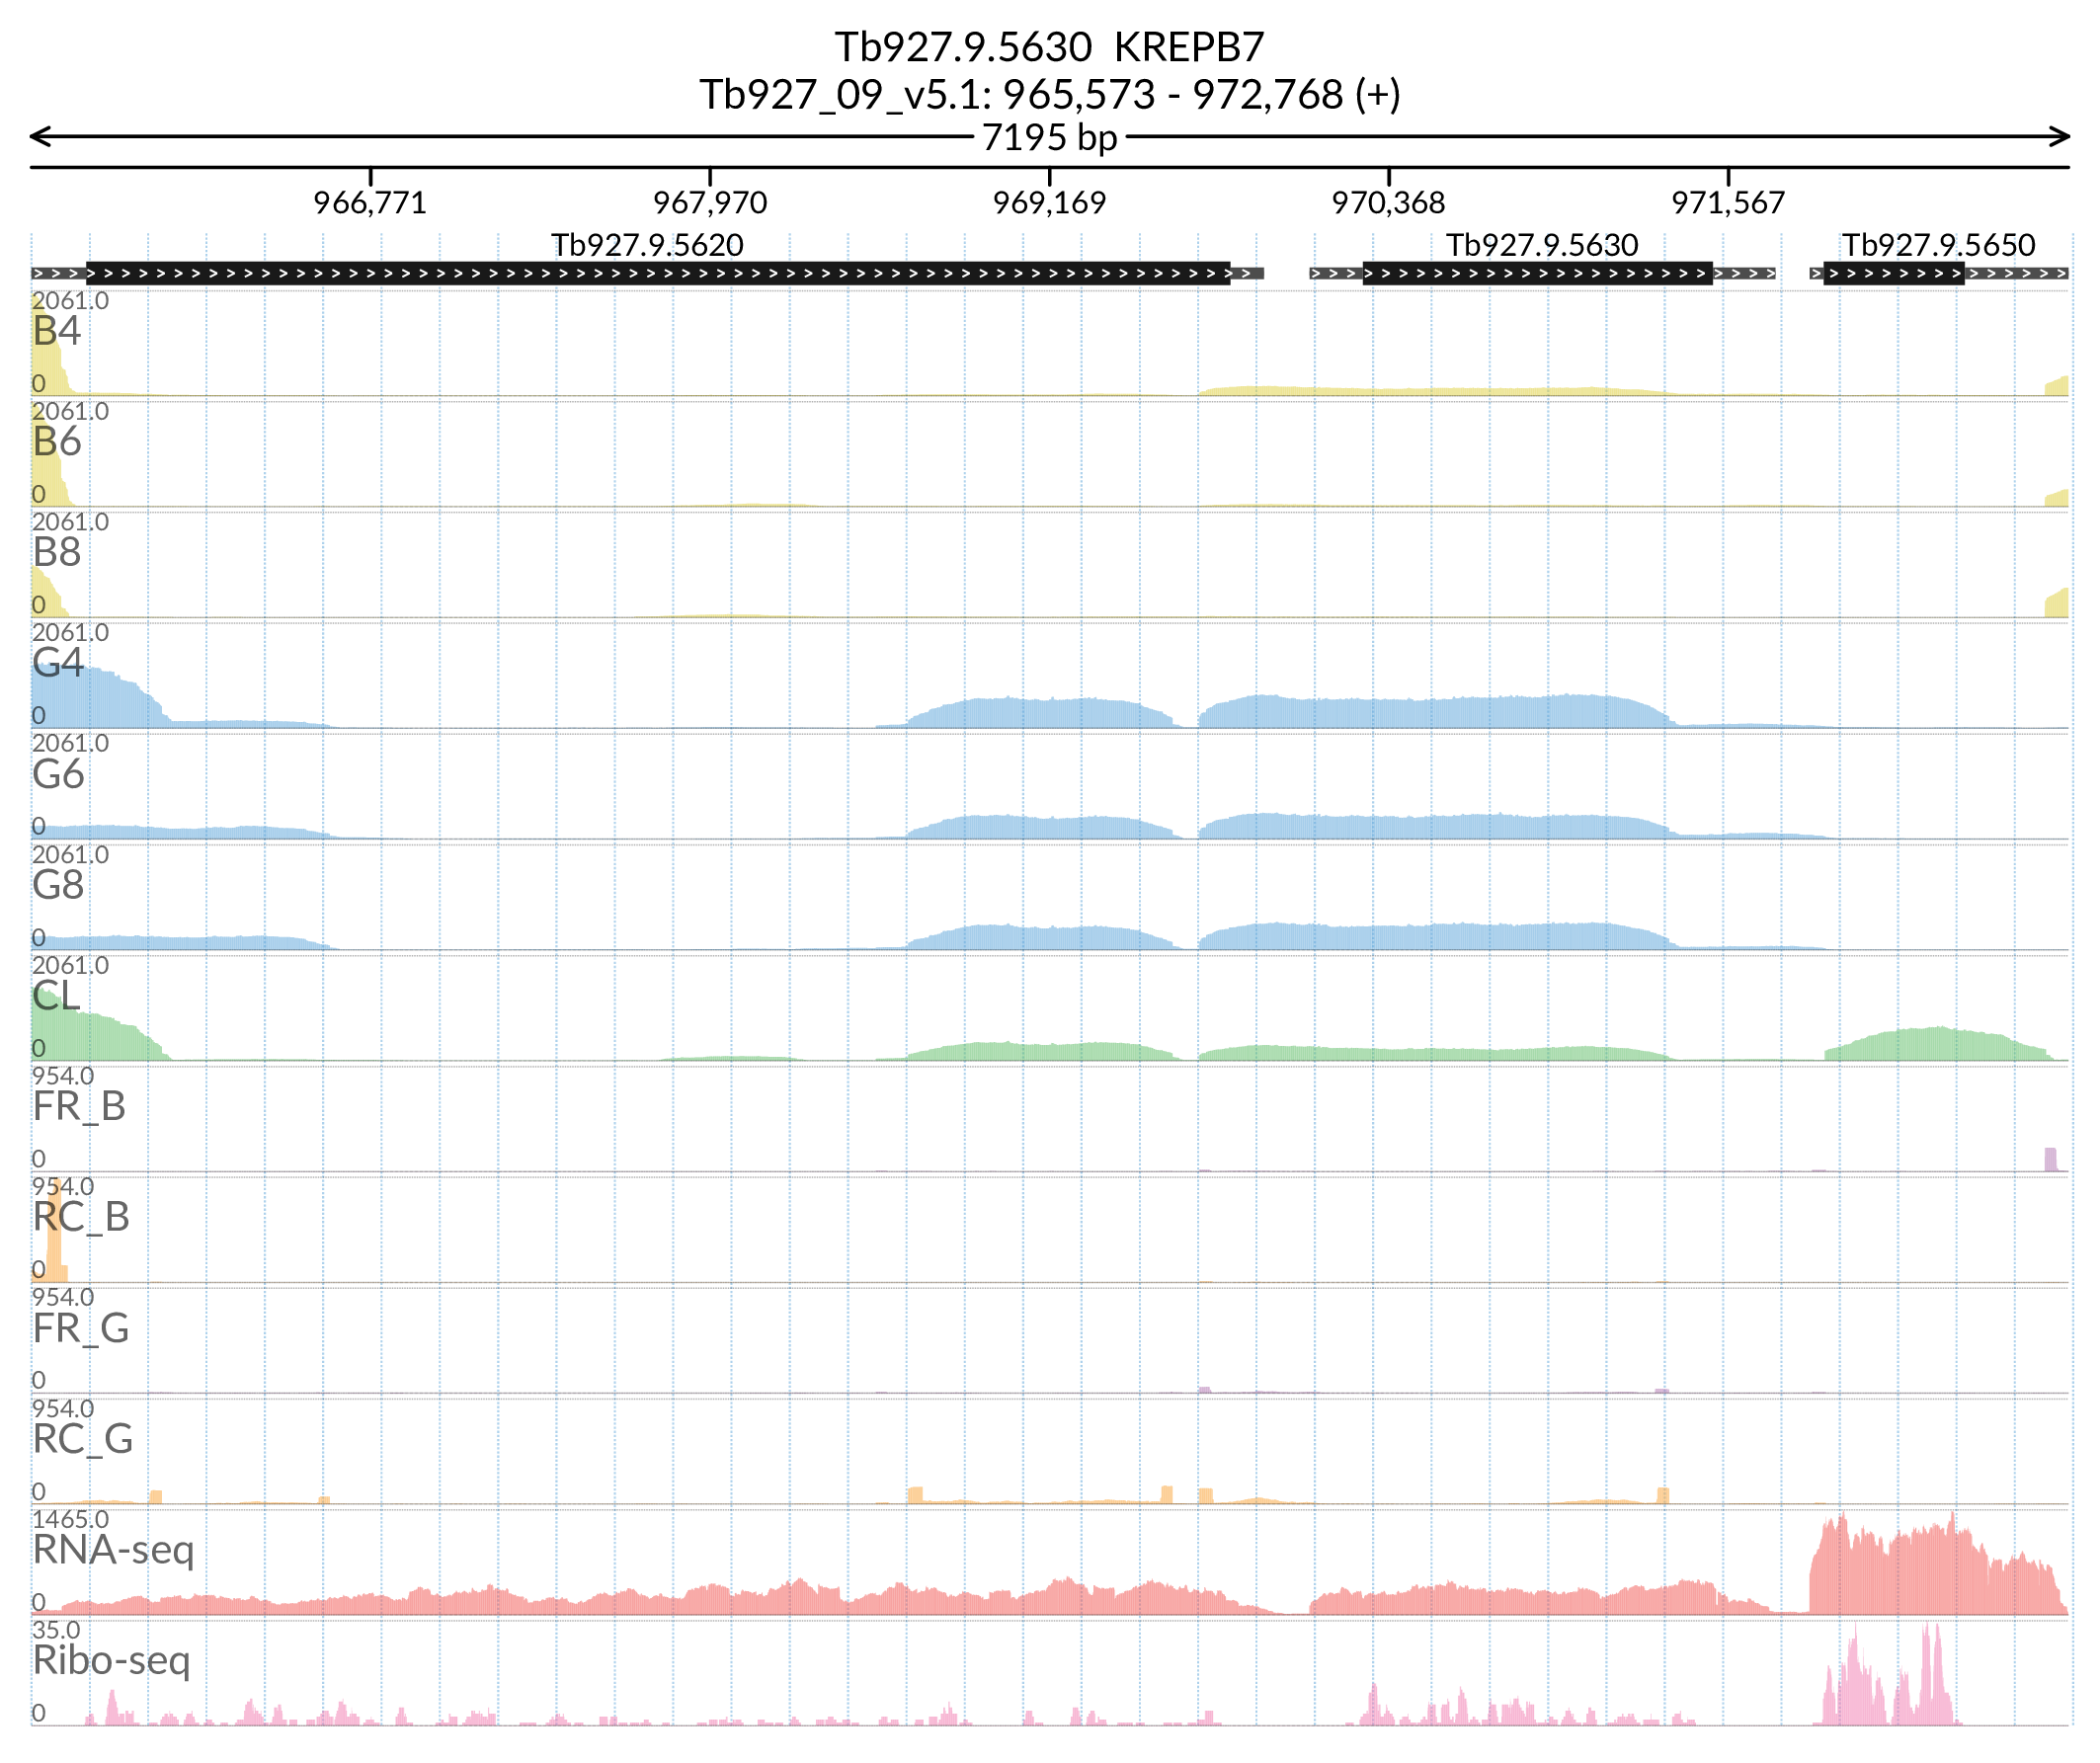 Tb927.9.5630 KREPB7
Tb927_09_v5.1: 965,573 - 972,768 (+)
7195 bp
966,771 967,970 969,169 970,368 971,567
Tb927.9.5620 Tb927.9.5630 Tb927.9.5650
2061.0
B4
0
2061.0
B6
0
2061.0
B8
0
2061.0
G4
0
2061.0
G6
0
2061.0
G8
0
2061.0
CL
0
954.0
FR_B
0
954.0
RC_B
0
954.0
FR_G
0
954.0
RC_G
0
1465.0
RNA-seq
0
35.0
Ribo-seq
0